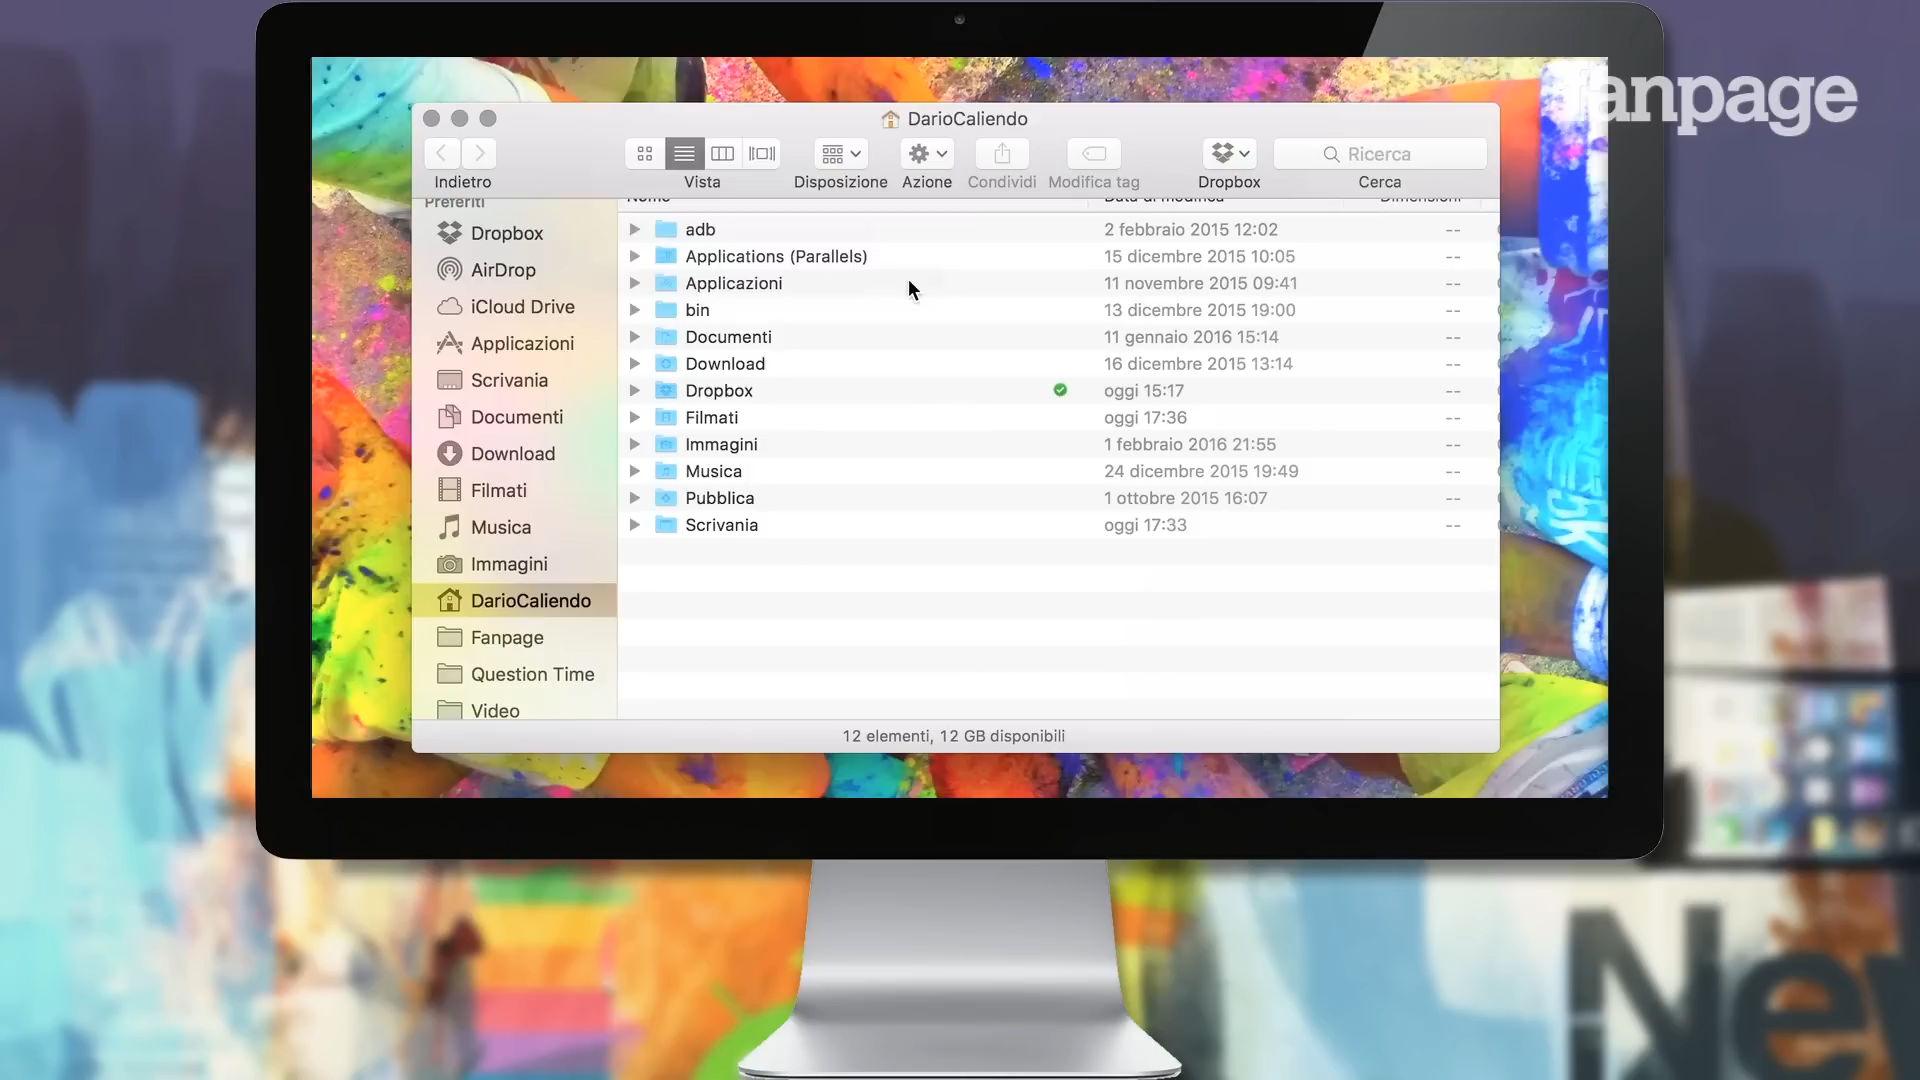 fanpage
DarioCaliendo
Ricerca
Indietro
Vista
Disposizione
Azione
Condividi
Modifica tag
Dropbox
Cerca
Preferiti
Nome
Data di modifica
Dimensioni
Dropbox
AirDrop
iCloud Drive
Applicazioni
Scrivania
Documenti
Download
Filmati
Musica
Immagini
DarioCaliendo
Fanpage
Question Time
Video
adb 2 febbraio 2015 12:02 --
Applications (Parallels) 15 dicembre 2015 10:05 --
Applicazioni 11 novembre 2015 09:41 --
bin 13 dicembre 2015 19:00 --
Documenti 11 gennaio 2016 15:14 --
Download 16 dicembre 2015 13:14 --
Dropbox oggi 15:17 --
Filmati oggi 17:36 --
Immagini 1 febbraio 2016 21:55 --
Musica 24 dicembre 2015 19:49 --
Pubblica 1 ottobre 2015 16:07 --
Scrivania oggi 17:33 --
12 elementi, 12 GB disponibili